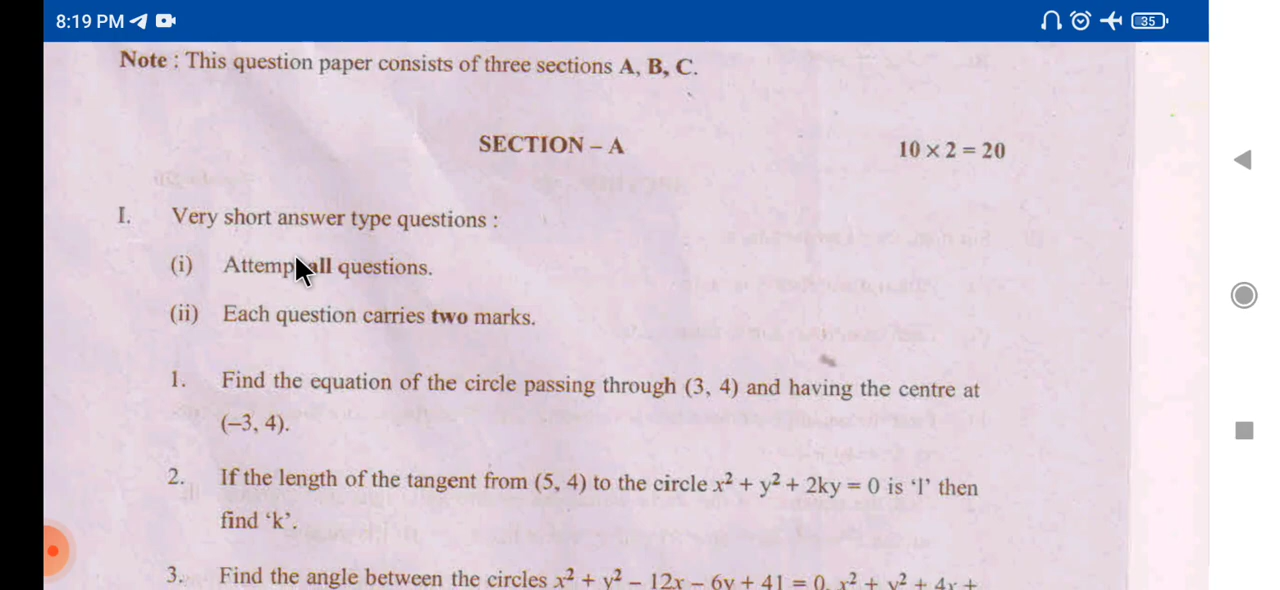 8:19 PM
35
Note : This question paper consists of three sections A, B, C.
SECTION – A
10 × 2 = 20
I. Very short answer type questions :
(i) Attemp all questions.
(ii) Each question carries two marks.
1. Find the equation of the circle passing through (3, 4) and having the centre at
(–3, 4).
2. If the length of the tangent from (5, 4) to the circle x² + y² + 2ky = 0 is ‘l’ then
find ‘k’.
3. Find the angle between the circles x² + y² – 12x – 6y + 41 = 0, x² + y² + 4x +